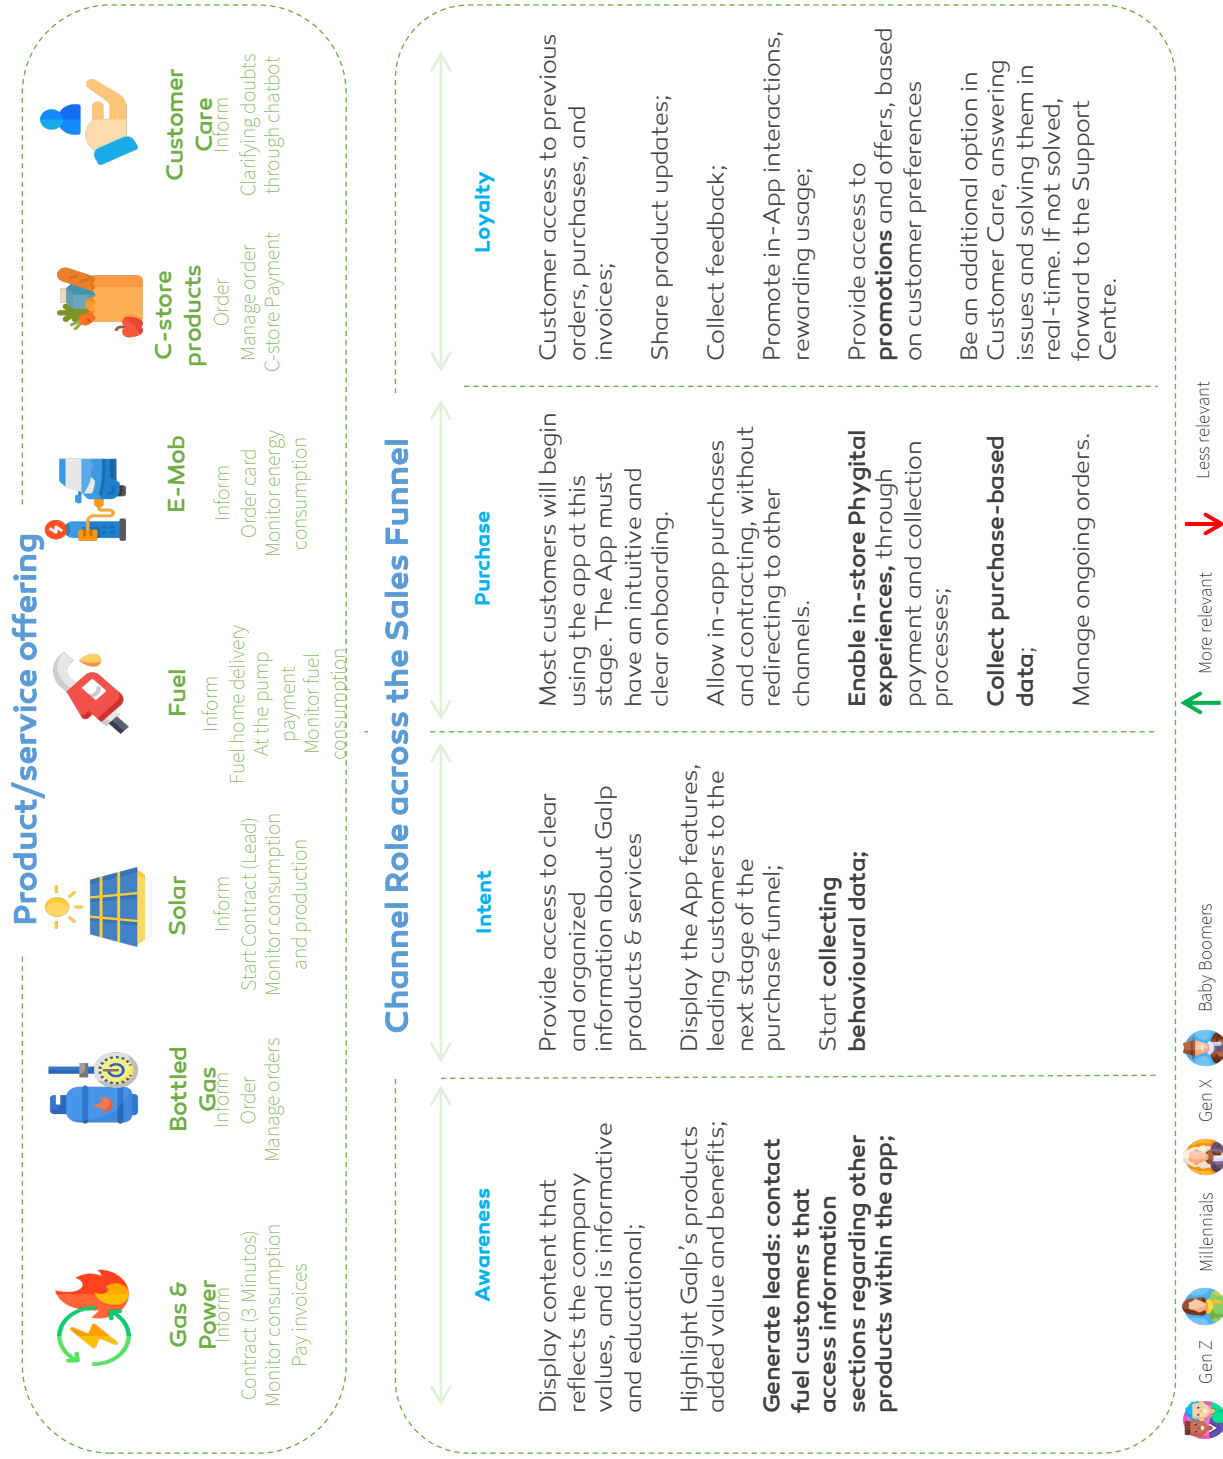 Product/service offering
Gas &
Power
Inform
Contract (3 Minutos)
Monitor consumption
Pay invoices
Bottled
Gas
Inform
Order
Manage orders
Solar
Inform
Start Contract (Lead)
Monitor consumption
and production
Fuel
Inform
Fuel home delivery
At the pump
payment
Monitor fuel
consumption
E-Mob
Inform
Order card
Monitor energy
consumption
C-store
products
Order
Manage order
C-store Payment
Customer
Care
Inform
Clarifying doubts
through chatbot
Channel Role across the Sales Funnel
Awareness
Display content that
reflects the company
values, and is informative
and educational;
Highlight Galp's products
added value and benefits;
Generate leads: contact
fuel customers that
access information
sections regarding other
products within the app;
Intent
Provide access to clear
and organized
information about Galp
products & services
Display the App features,
leading customers to the
next stage of the
purchase funnel;
Start collecting
behavioural data;
Purchase
Most customers will begin
using the app at this
stage. The App must
have an intuitive and
clear onboarding.
Allow in-app purchases
and contracting, without
redirecting to other
channels.
Enable in-store Phygital
experiences, through
payment and collection
processes;
Collect purchase-based
data;
Manage ongoing orders.
Loyalty
Customer access to previous
orders, purchases, and
invoices;
Share product updates;
Collect feedback;
Promote in-App interactions,
rewarding usage;
Provide access to
promotions and offers, based
on customer preferences
Be an additional option in
Customer Care, answering
issues and solving them in
real-time. If not solved,
forward to the Support
Centre.
Gen Z
Millennials
Gen X
Baby Boomers
More relevant
Less relevant